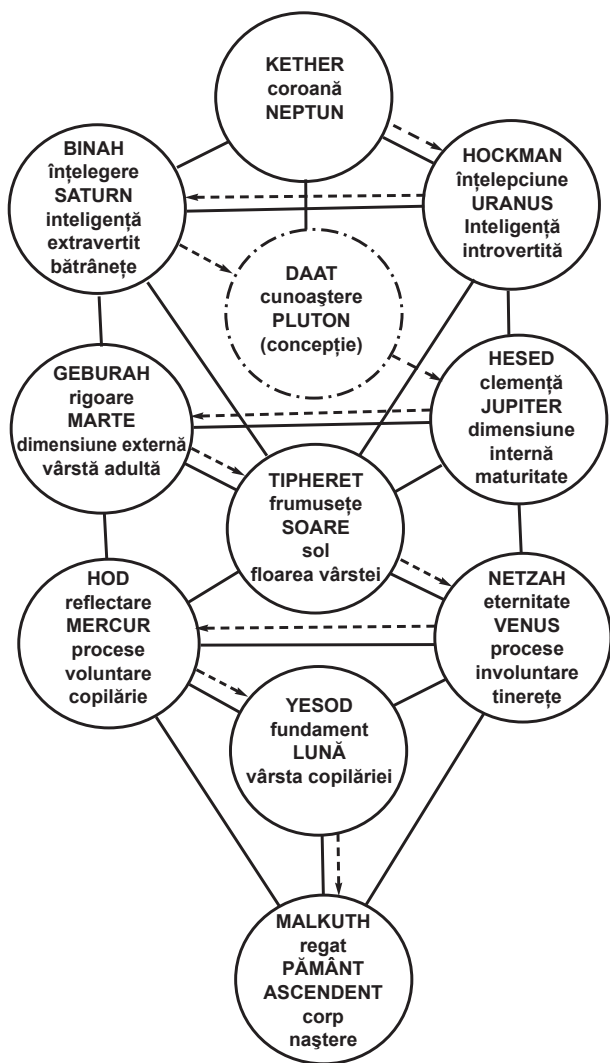 KETHER
coroană
NEPTUN
BINAH
înțelegere
SATURN
inteligență
extravertit
bătrânețe
HOCKMAN
înțelepciune
URANUS
Inteligență
introvertită
DAAT
cunoaştere
PLUTON
(concepție)
GEBURAH
rigoare
MARTE
dimensiune externă
vârstă adultă
HESED
clemență
JUPITER
dimensiune
internă
maturitate
TIPHERET
frumusețe
SOARE
sol
floarea vârstei
HOD
reflectare
MERCUR
procese
voluntare
copilărie
NETZAH
eternitate
VENUS
procese
involuntare
tinerețe
YESOD
fundament
LUNĂ
vârsta copilăriei
MALKUTH
regat
PĂMÂNT
ASCENDENT
corp
naştere